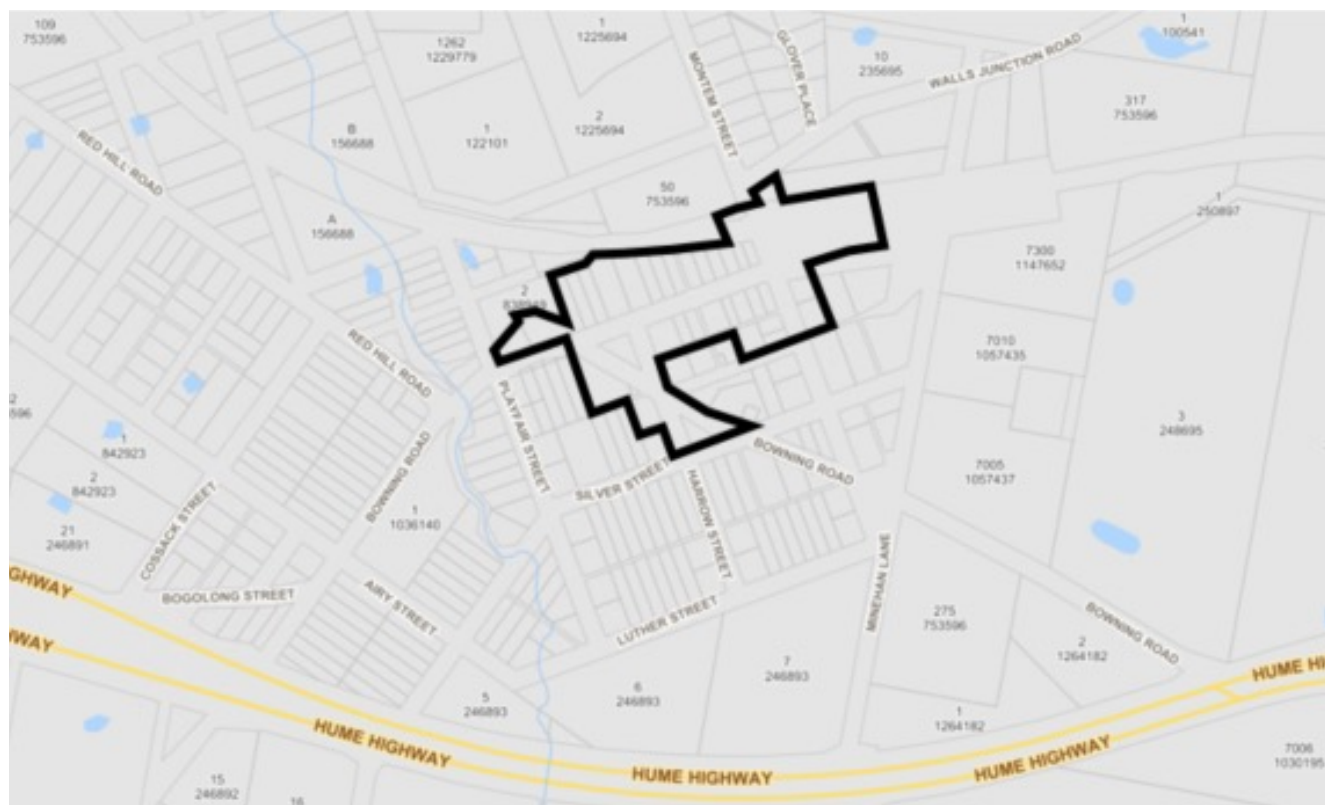 109
753596
1262
1229779
1
1225694
MONTEM STREET
GLOVER PLACE
10
235695
WALLS JUNCTION ROAD
1
100541
317
753596
B
156688
1
122101
2
1225694
RED HILL ROAD
A
156688
50
753596
1
250897
2
838949
7300
1147652
RED HILL ROAD
7010
1057435
PLAYFAIR STREET
3
248695
1
842923
2
842923
BOWNING ROAD
SILVER STREET
BOWNING ROAD
HARROW STREET
7005
1057437
COSSACK STREET
1
1036140
21
246891
HIGHWAY
BOGOLONG STREET
AIRY STREET
LUTHER STREET
MINEHAN LANE
275
753596
2
1264182
BOWNING ROAD
5
246893
6
246893
7
246893
1
1264182
HUME HIGHWAY
HUME HIGHWAY
HUME HIGHWAY
HUME HI
7006
1030195
15
246892
16